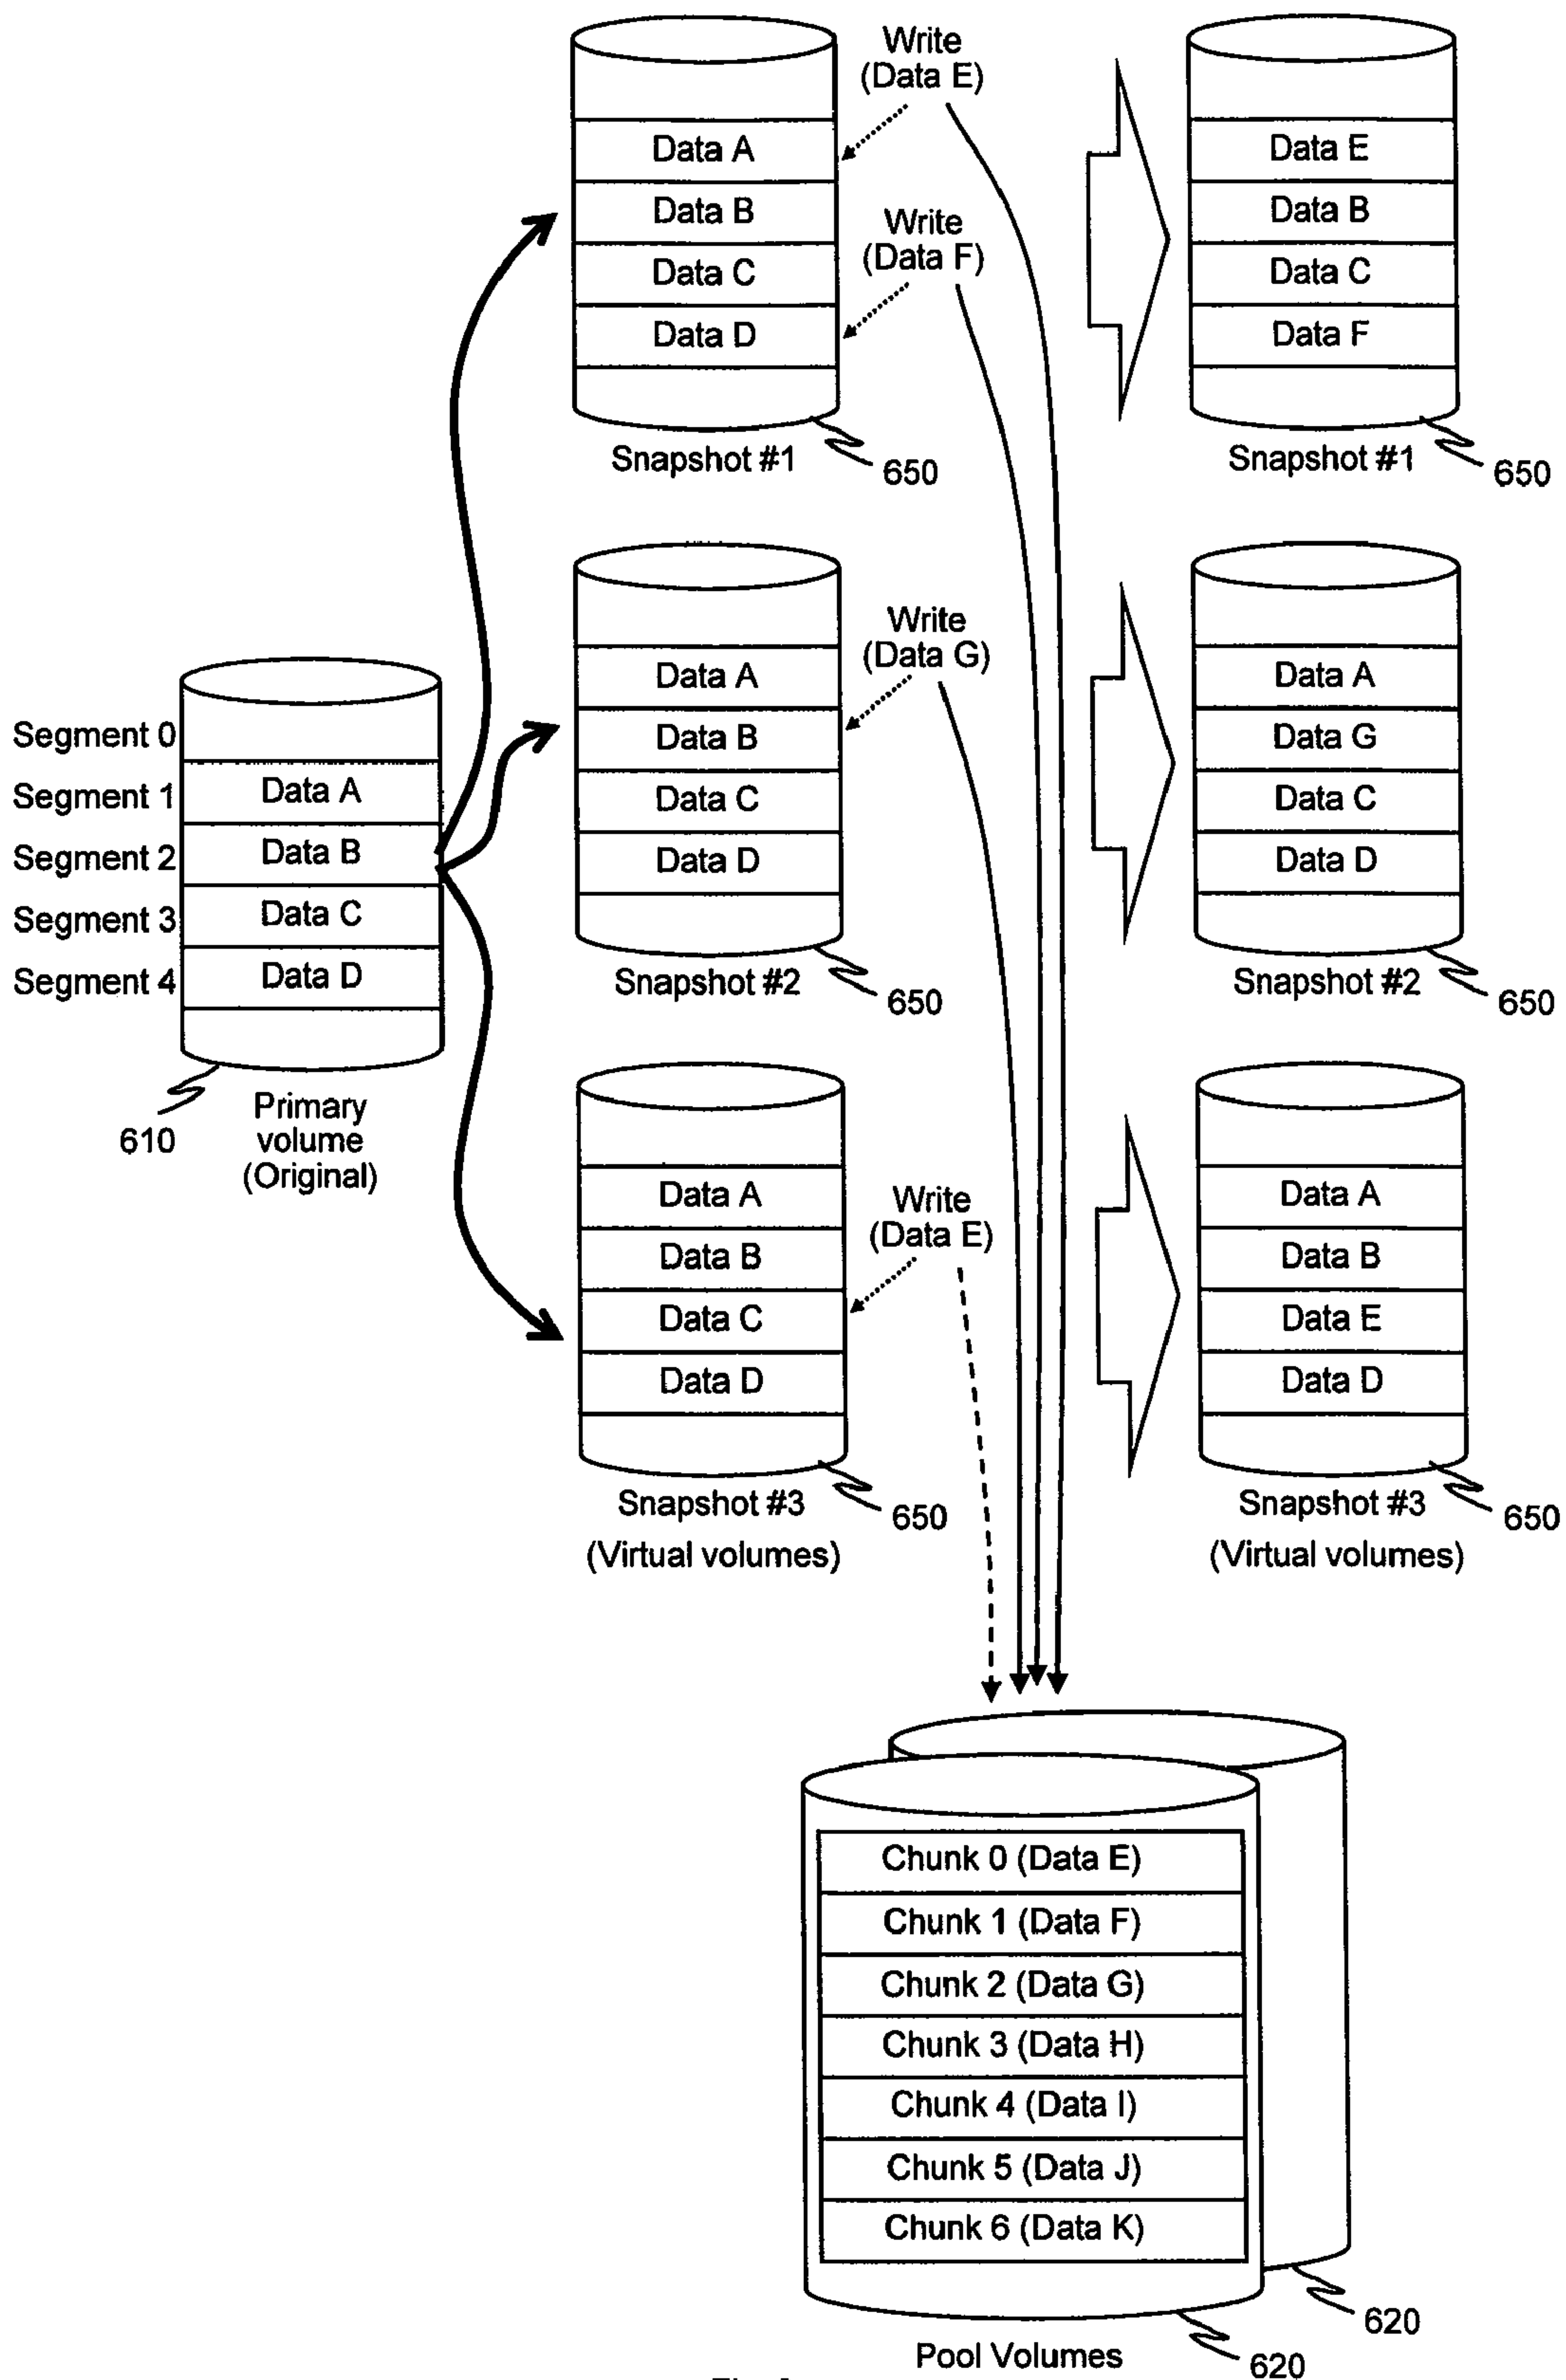 Write
(Data E)
Data A
Data B
Data C
Data D
Write
(Data F)
Snapshot #1
650
Data E
Data B
Data C
Data F
Snapshot #1
650
Segment 0
Segment 1
Segment 2
Segment 3
Segment 4
Data A
Data B
Data C
Data D
610
Primary
volume
(Original)
Write
(Data G)
Data A
Data B
Data C
Data D
Snapshot #2
650
Data A
Data G
Data C
Data D
Snapshot #2
650
Write
(Data E)
Data A
Data B
Data C
Data D
Snapshot #3
650
(Virtual volumes)
Data A
Data B
Data E
Data D
Snapshot #3
650
(Virtual volumes)
Chunk 0 (Data E)
Chunk 1 (Data F)
Chunk 2 (Data G)
Chunk 3 (Data H)
Chunk 4 (Data I)
Chunk 5 (Data J)
Chunk 6 (Data K)
620
Pool Volumes
620